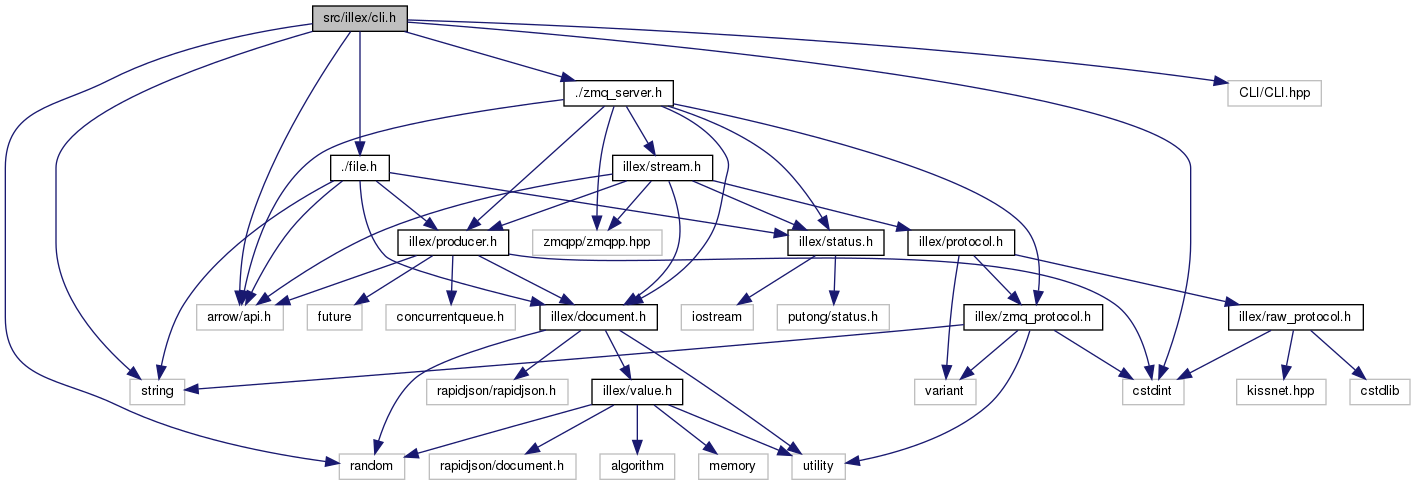 src/illex/cli.h
./zmq_server.h
CLI/CLI.hpp
./file.h
illex/stream.h
illex/producer.h
zmqpp/zmqpp.hpp
illex/status.h
illex/protocol.h
arrow/api.h
future
concurrentqueue.h
illex/document.h
iostream
putong/status.h
illex/zmq_protocol.h
illex/raw_protocol.h
string
rapidjson/rapidjson.h
illex/value.h
variant
cstdint
kissnet.hpp
cstdlib
random
rapidjson/document.h
algorithm
memory
utility